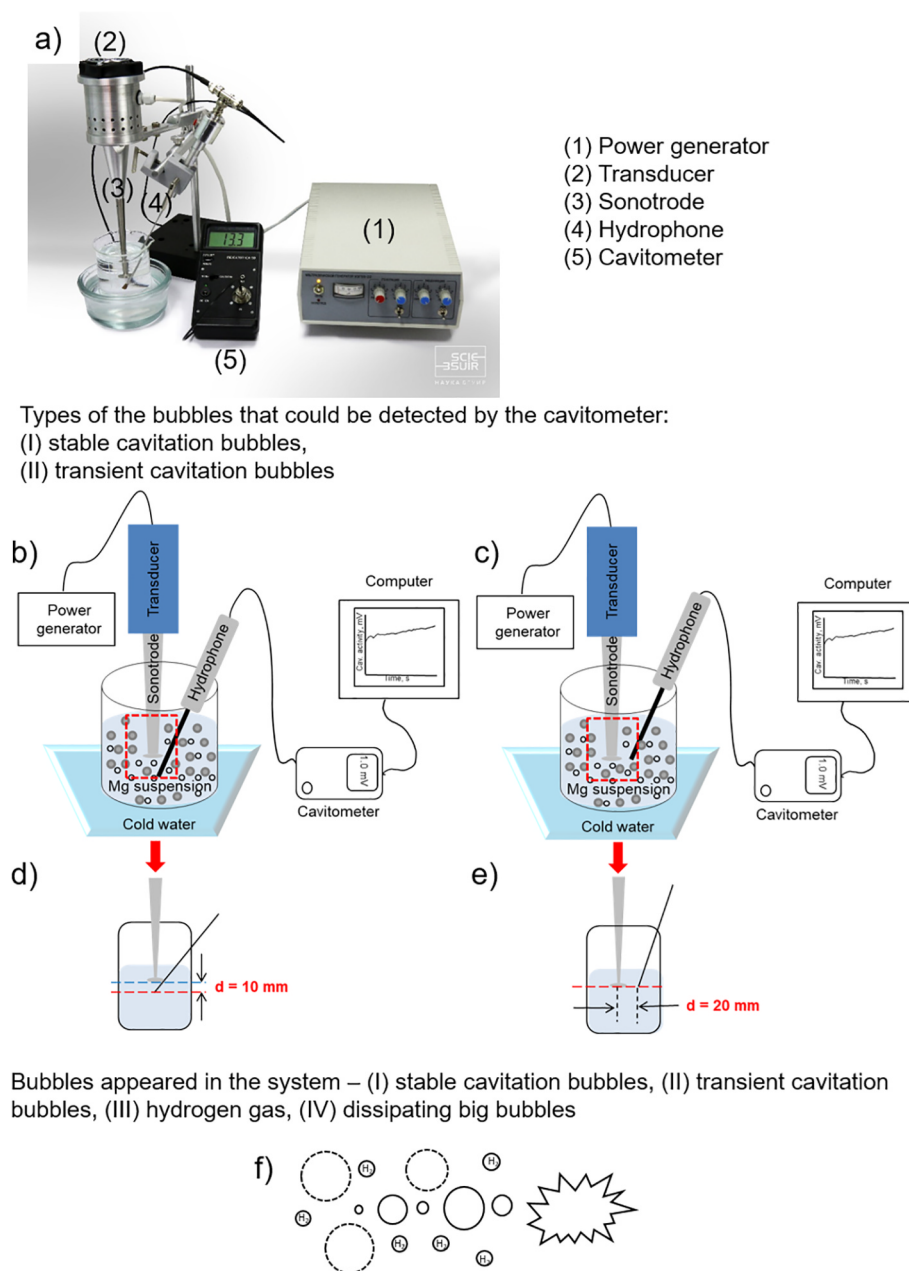 a)
(2)
(3)
(4)
(1)
(5)
13.3
SCIE
(1) Power generator
(2) Transducer
(3) Sonotrode
(4) Hydrophone
(5) Cavitometer
Types of the bubbles that could be detected by the cavitometer:
(I) stable cavitation bubbles,
(II) transient cavitation bubbles
b)
Power
generator
Transducer
Sonotrode
Hydrophone
Computer
Cav. activity, mV
Time, s
1.0 mV
Cavitometer
Mg suspension
Cold water
c)
Power
generator
Transducer
Sonotrode
Hydrophone
Computer
Cav. activity, mV
Time, s
1.0 mV
Cavitometer
Mg suspension
Cold water
d)
d = 10 mm
e)
d = 20 mm
Bubbles appeared in the system – (I) stable cavitation bubbles, (II) transient cavitation
bubbles, (III) hydrogen gas, (IV) dissipating big bubbles
f)
H₂
H₂
H₂
H₂
H₂
H₂